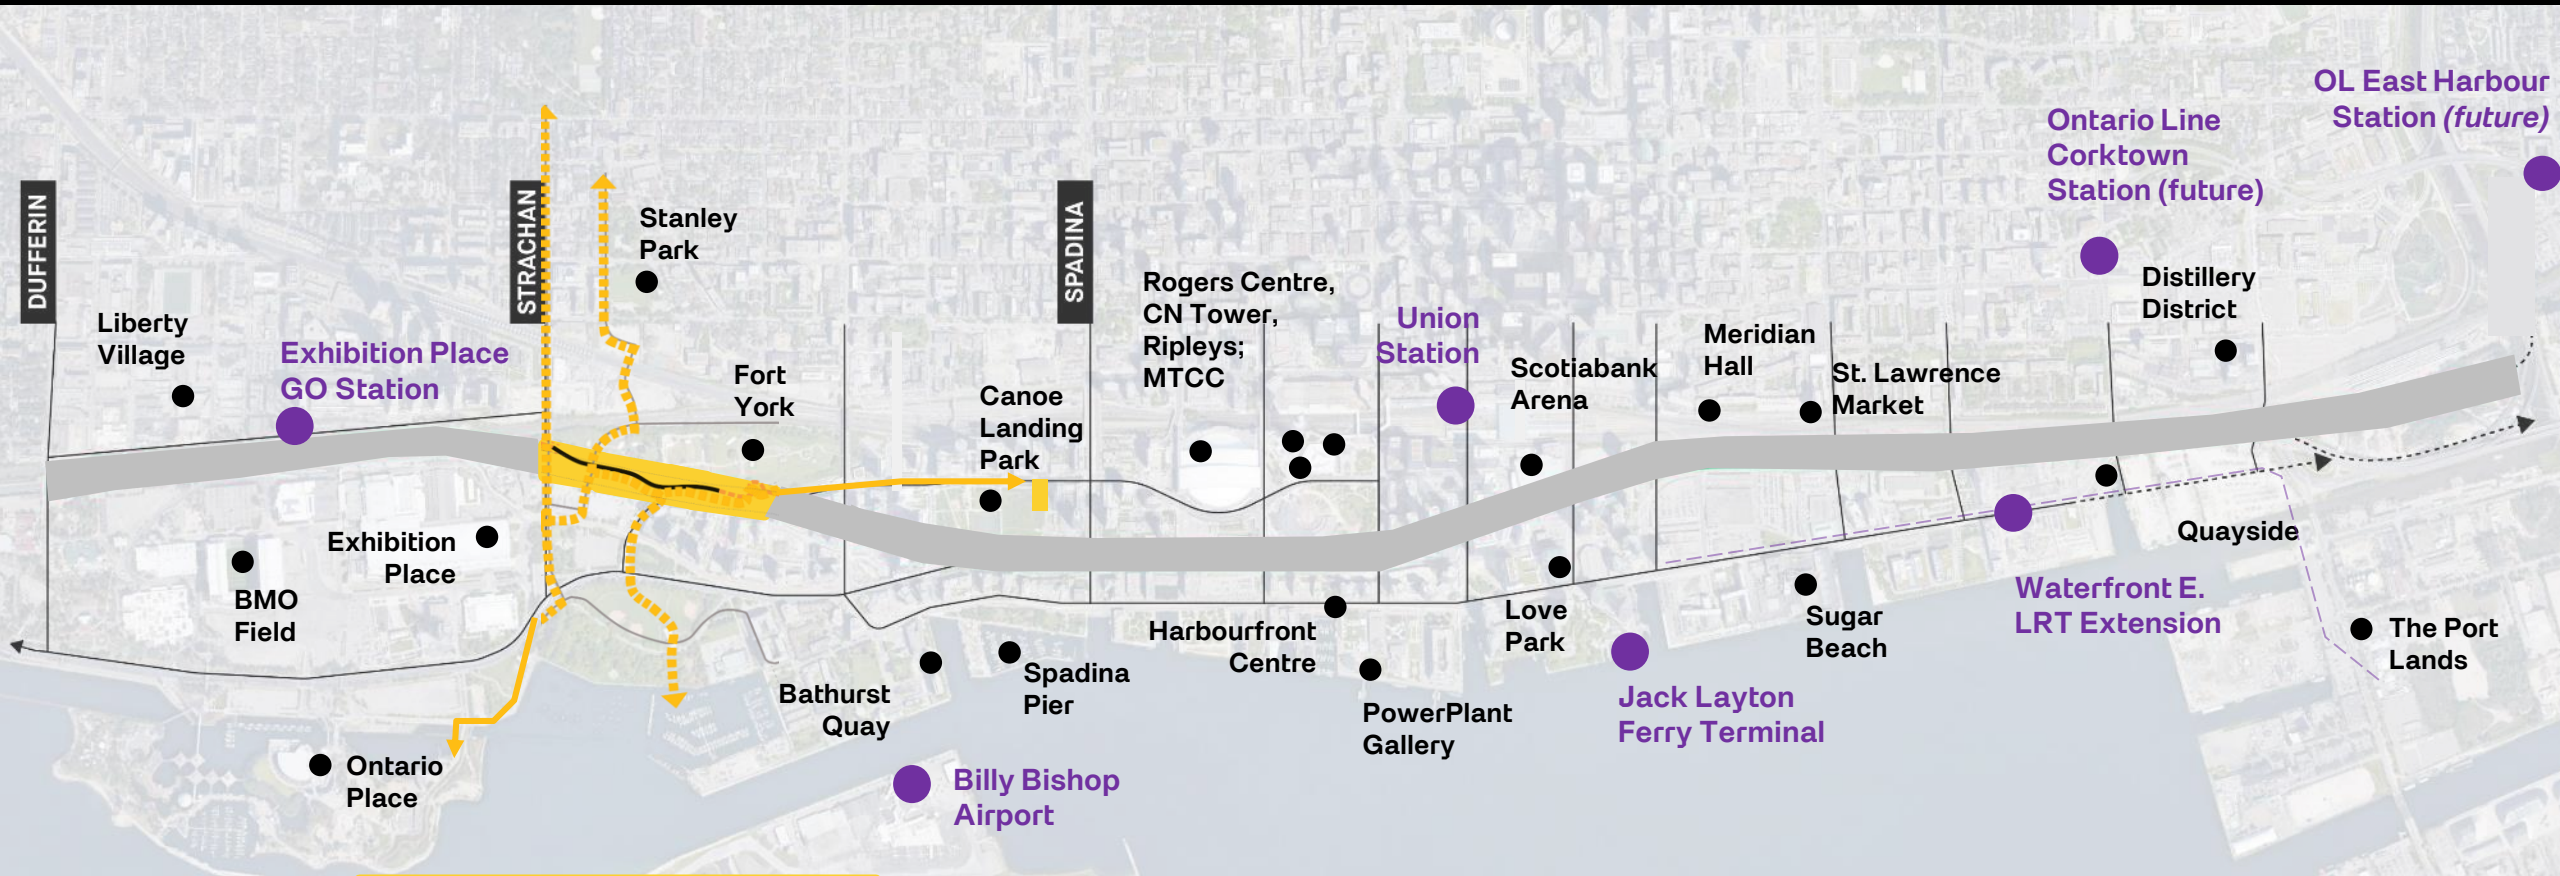 OL East Harbour
Station (future)
Ontario Line
Corktown
Station (future)
DUFFERIN
STRACHAN
SPADINA
Stanley
Park
Liberty
Village
Exhibition Place
GO Station
Fort
York
Canoe
Landing
Park
Rogers Centre,
CN Tower,
Ripleys;
MTCC
Union
Station
Scotiabank
Arena
Meridian
Hall
St. Lawrence
Market
Distillery
District
Exhibition
Place
BMO
Field
Ontario
Place
Bathurst
Quay
Spadina
Pier
Billy Bishop
Airport
Harbourfront
Centre
PowerPlant
Gallery
Love
Park
Jack Layton
Ferry Terminal
Sugar
Beach
Quayside
Waterfront E.
LRT Extension
The Port
Lands